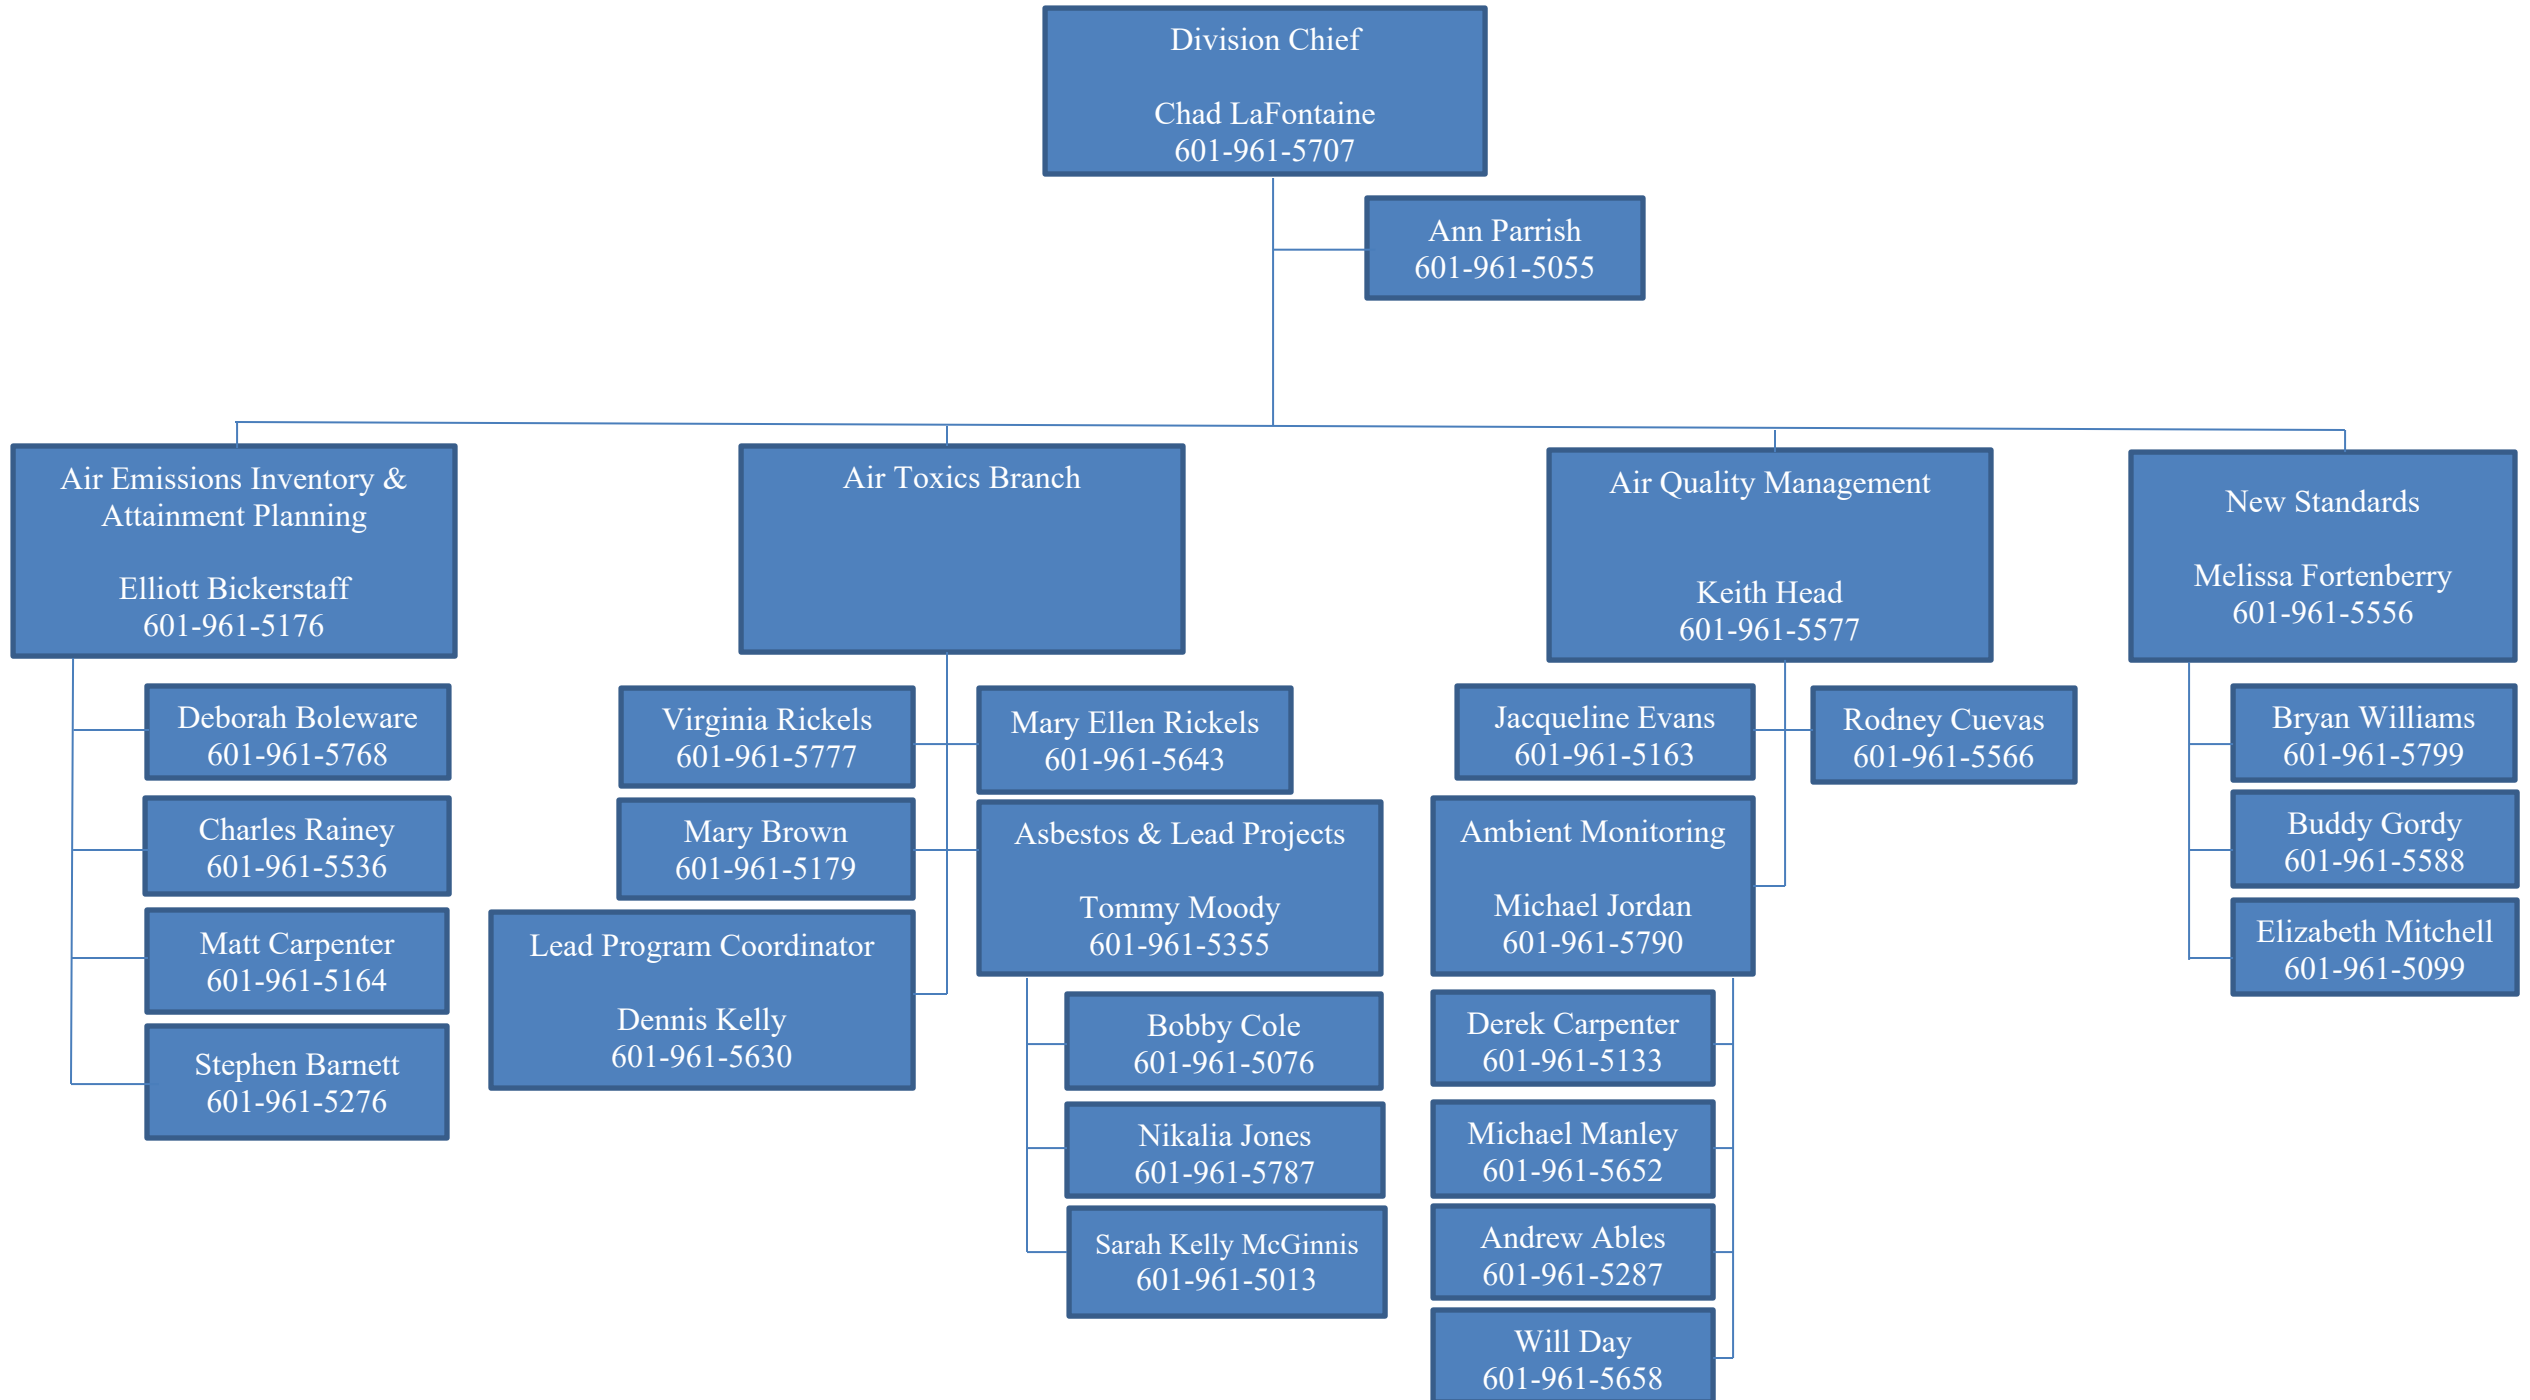 Division Chief
Chad LaFontaine
601-961-5707
Ann Parrish
601-961-5055
Air Emissions Inventory &
Attainment Planning
Elliott Bickerstaff
601-961-5176
Deborah Boleware
601-961-5768
Charles Rainey
601-961-5536
Matt Carpenter
601-961-5164
Stephen Barnett
601-961-5276
Air Toxics Branch
Virginia Rickels
601-961-5777
Mary Brown
601-961-5179
Lead Program Coordinator
Dennis Kelly
601-961-5630
Mary Ellen Rickels
601-961-5643
Asbestos & Lead Projects
Tommy Moody
601-961-5355
Bobby Cole
601-961-5076
Nikalia Jones
601-961-5787
Sarah Kelly McGinnis
601-961-5013
Air Quality Management
Keith Head
601-961-5577
Jacqueline Evans
601-961-5163
Rodney Cuevas
601-961-5566
Ambient Monitoring
Michael Jordan
601-961-5790
Derek Carpenter
601-961-5133
Michael Manley
601-961-5652
Andrew Ables
601-961-5287
Will Day
601-961-5658
New Standards
Melissa Fortenberry
601-961-5556
Bryan Williams
601-961-5799
Buddy Gordy
601-961-5588
Elizabeth Mitchell
601-961-5099